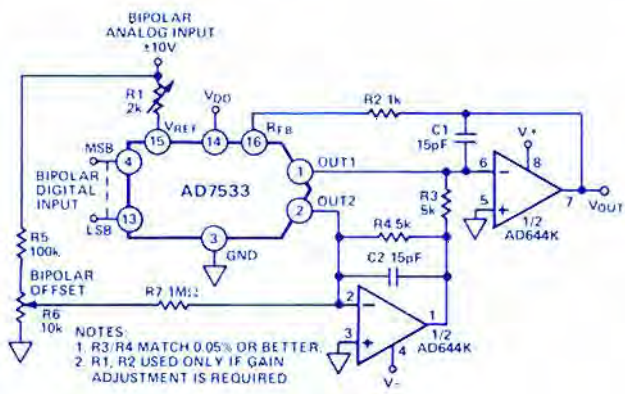 BIPOLAR
ANALOG INPUT
±10V
R1
2k
VDD
R2 1k
C1
15pF
V+
VREF
RFB
15
14
16
MSB
4
BIPOLAR
DIGITAL
INPUT
AD7533
1
OUT1
2
OUT2
6
8
5
7
VOUT
1/2
AD644K
R3
5k
R4 5k
LSB
13
3
GND
C2 15pF
R5
100k
BIPOLAR
OFFSET
R6
10k
R7 1MΩ
2
3
1
4
1/2
AD644K
V-
NOTES:
1. R3/R4 MATCH 0.05% OR BETTER.
2. R1, R2 USED ONLY IF GAIN
ADJUSTMENT IS REQUIRED.